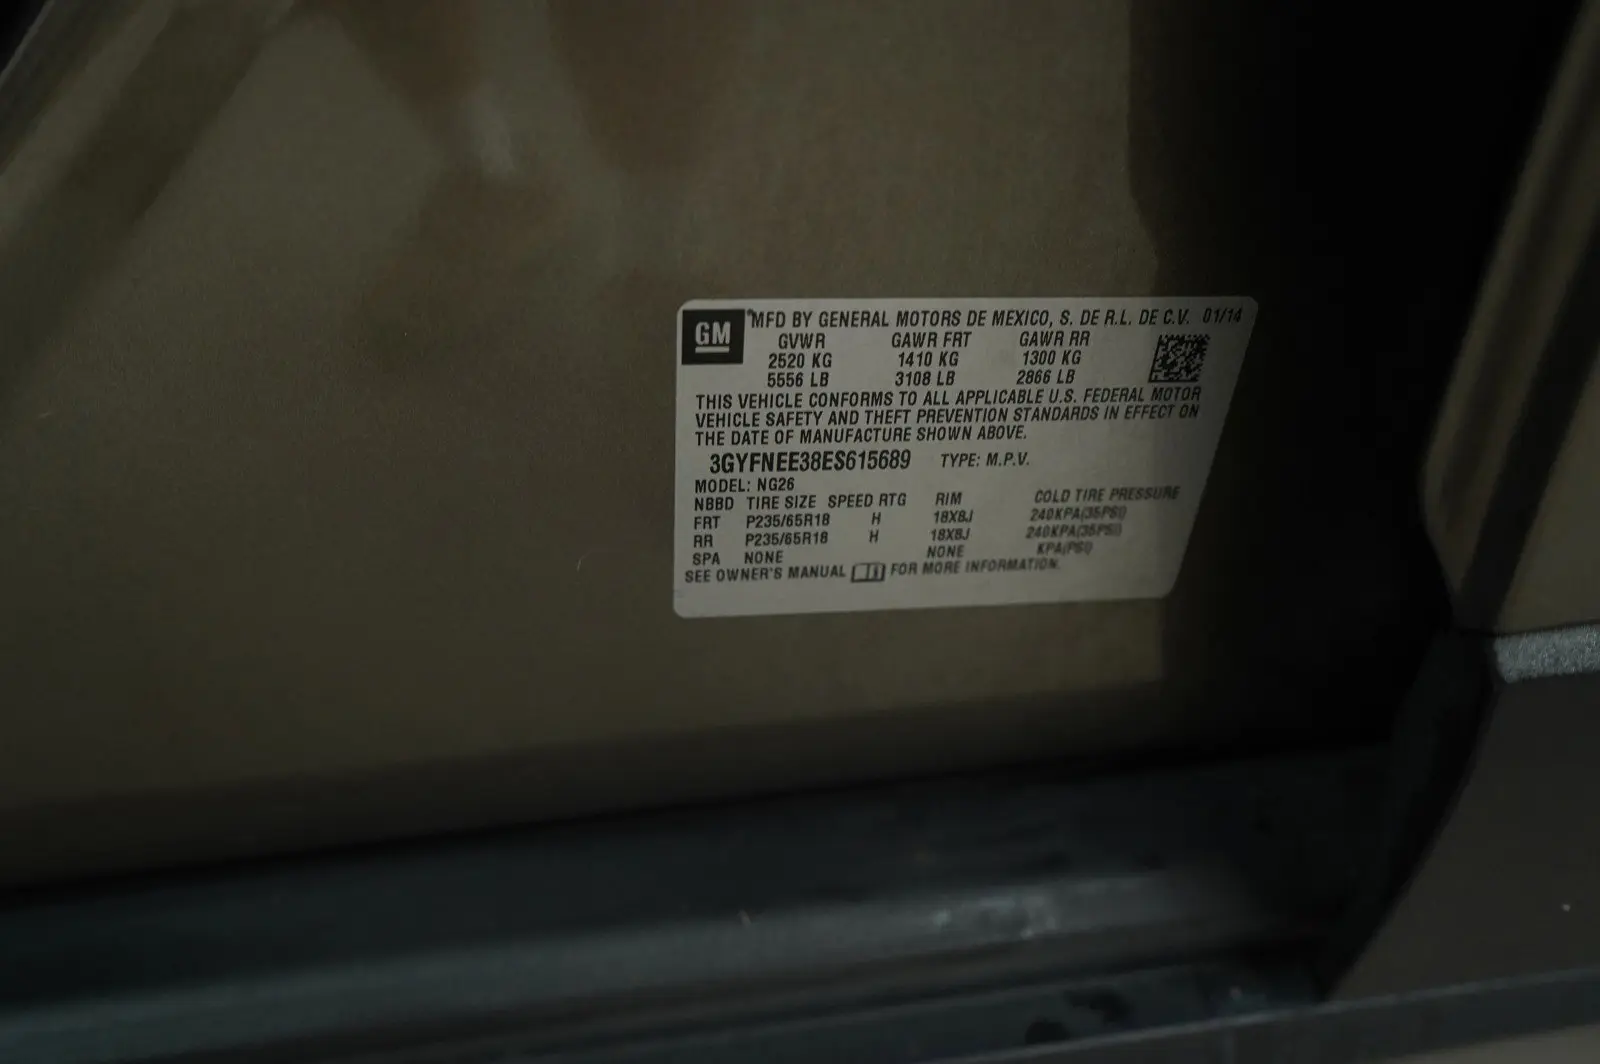 GM
MFD BY GENERAL MOTORS DE MEXICO, S. DE R.L. DE C.V. 01/14
GVWR GAWR FRT GAWR RR
2520 KG 1410 KG 1300 KG
5556 LB 3108 LB 2866 LB
THIS VEHICLE CONFORMS TO ALL APPLICABLE U.S. FEDERAL MOTOR
VEHICLE SAFETY AND THEFT PREVENTION STANDARDS IN EFFECT ON
THE DATE OF MANUFACTURE SHOWN ABOVE.
3GYFNEE38ES615689 TYPE: M.P.V.
MODEL: NG26
NBBD TIRE SIZE SPEED RTG RIM COLD TIRE PRESSURE
FRT P235/65R18 H 18X8J 240KPA(35PSI)
RR P235/65R18 H 18X8J 240KPA(35PSI)
SPA NONE NONE KPA(PSI)
SEE OWNER'S MANUAL FOR MORE INFORMATION.